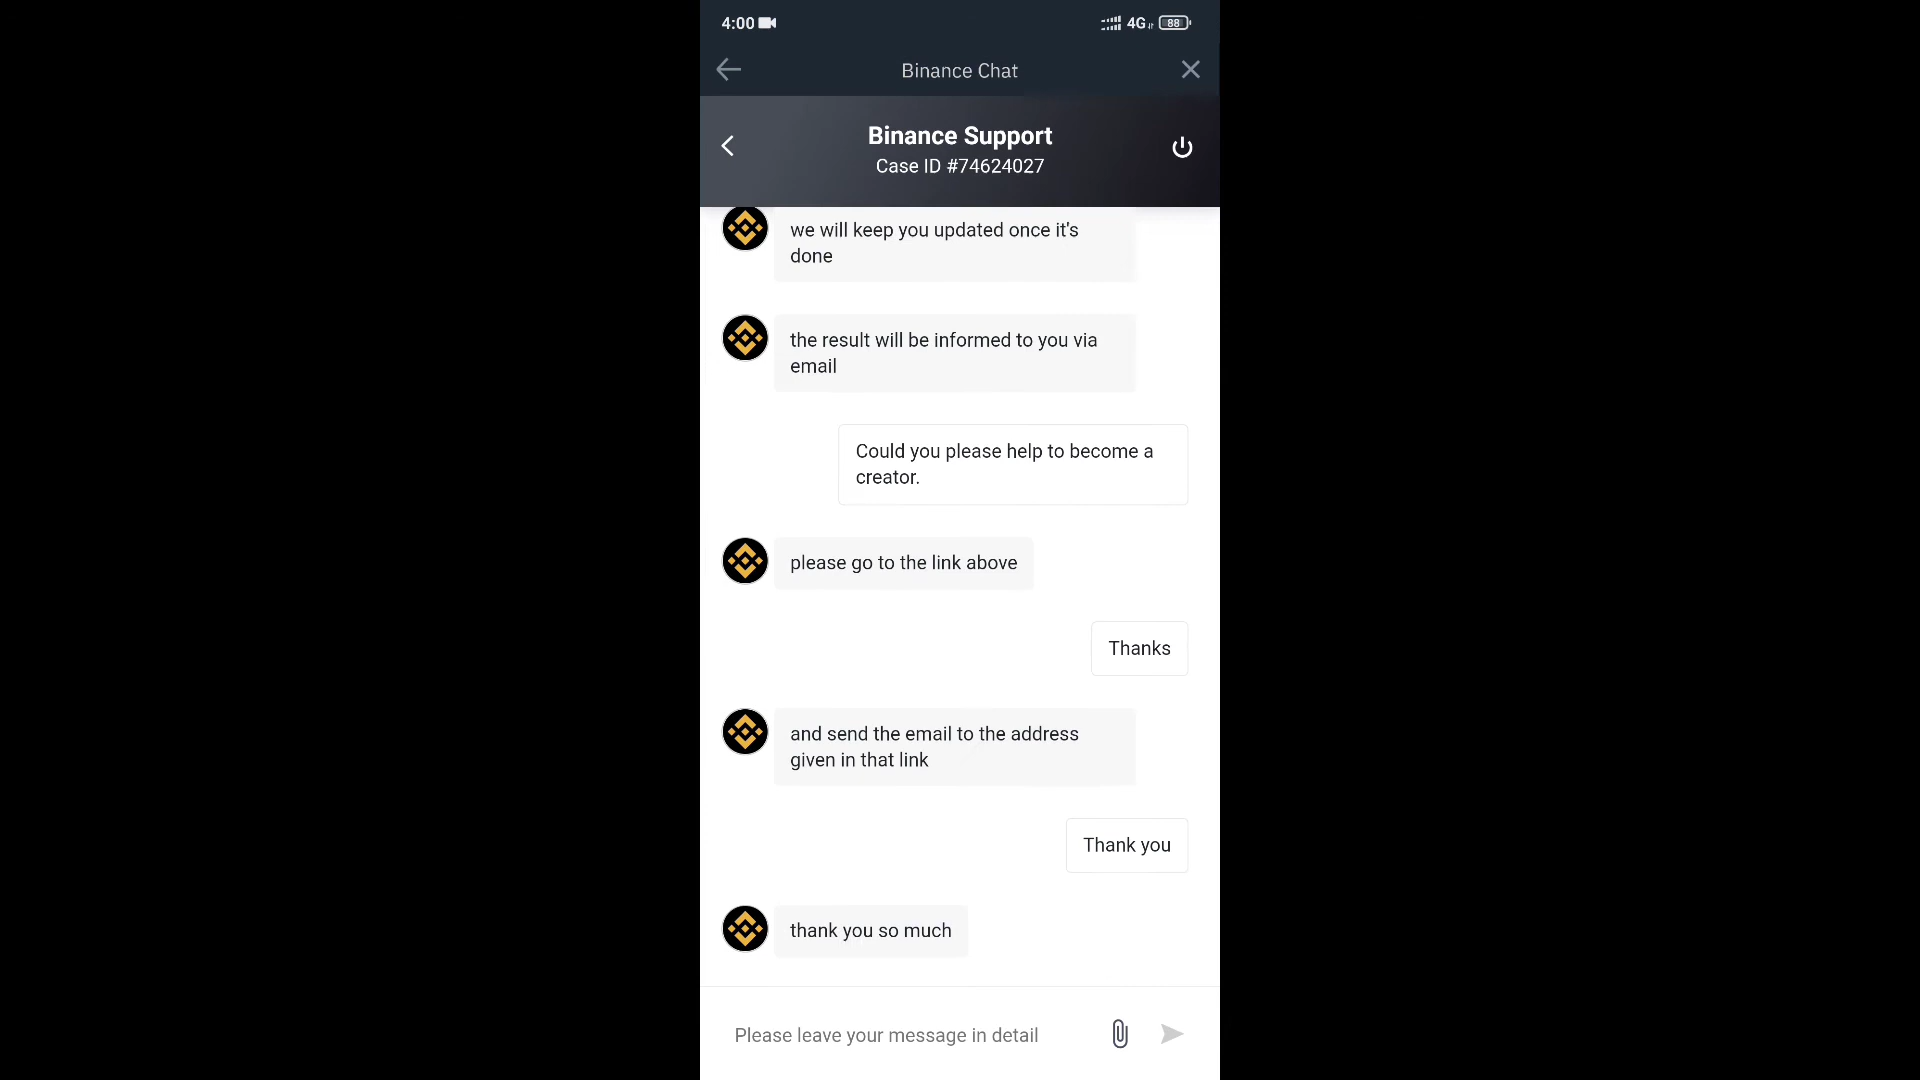 4:00
4G
88
Binance Chat
Binance Support
Case ID #74624027
we will keep you updated once it's
done
the result will be informed to you via
email
Could you please help to become a
creator.
please go to the link above
Thanks
and send the email to the address
given in that link
Thank you
thank you so much
Please leave your message in detail